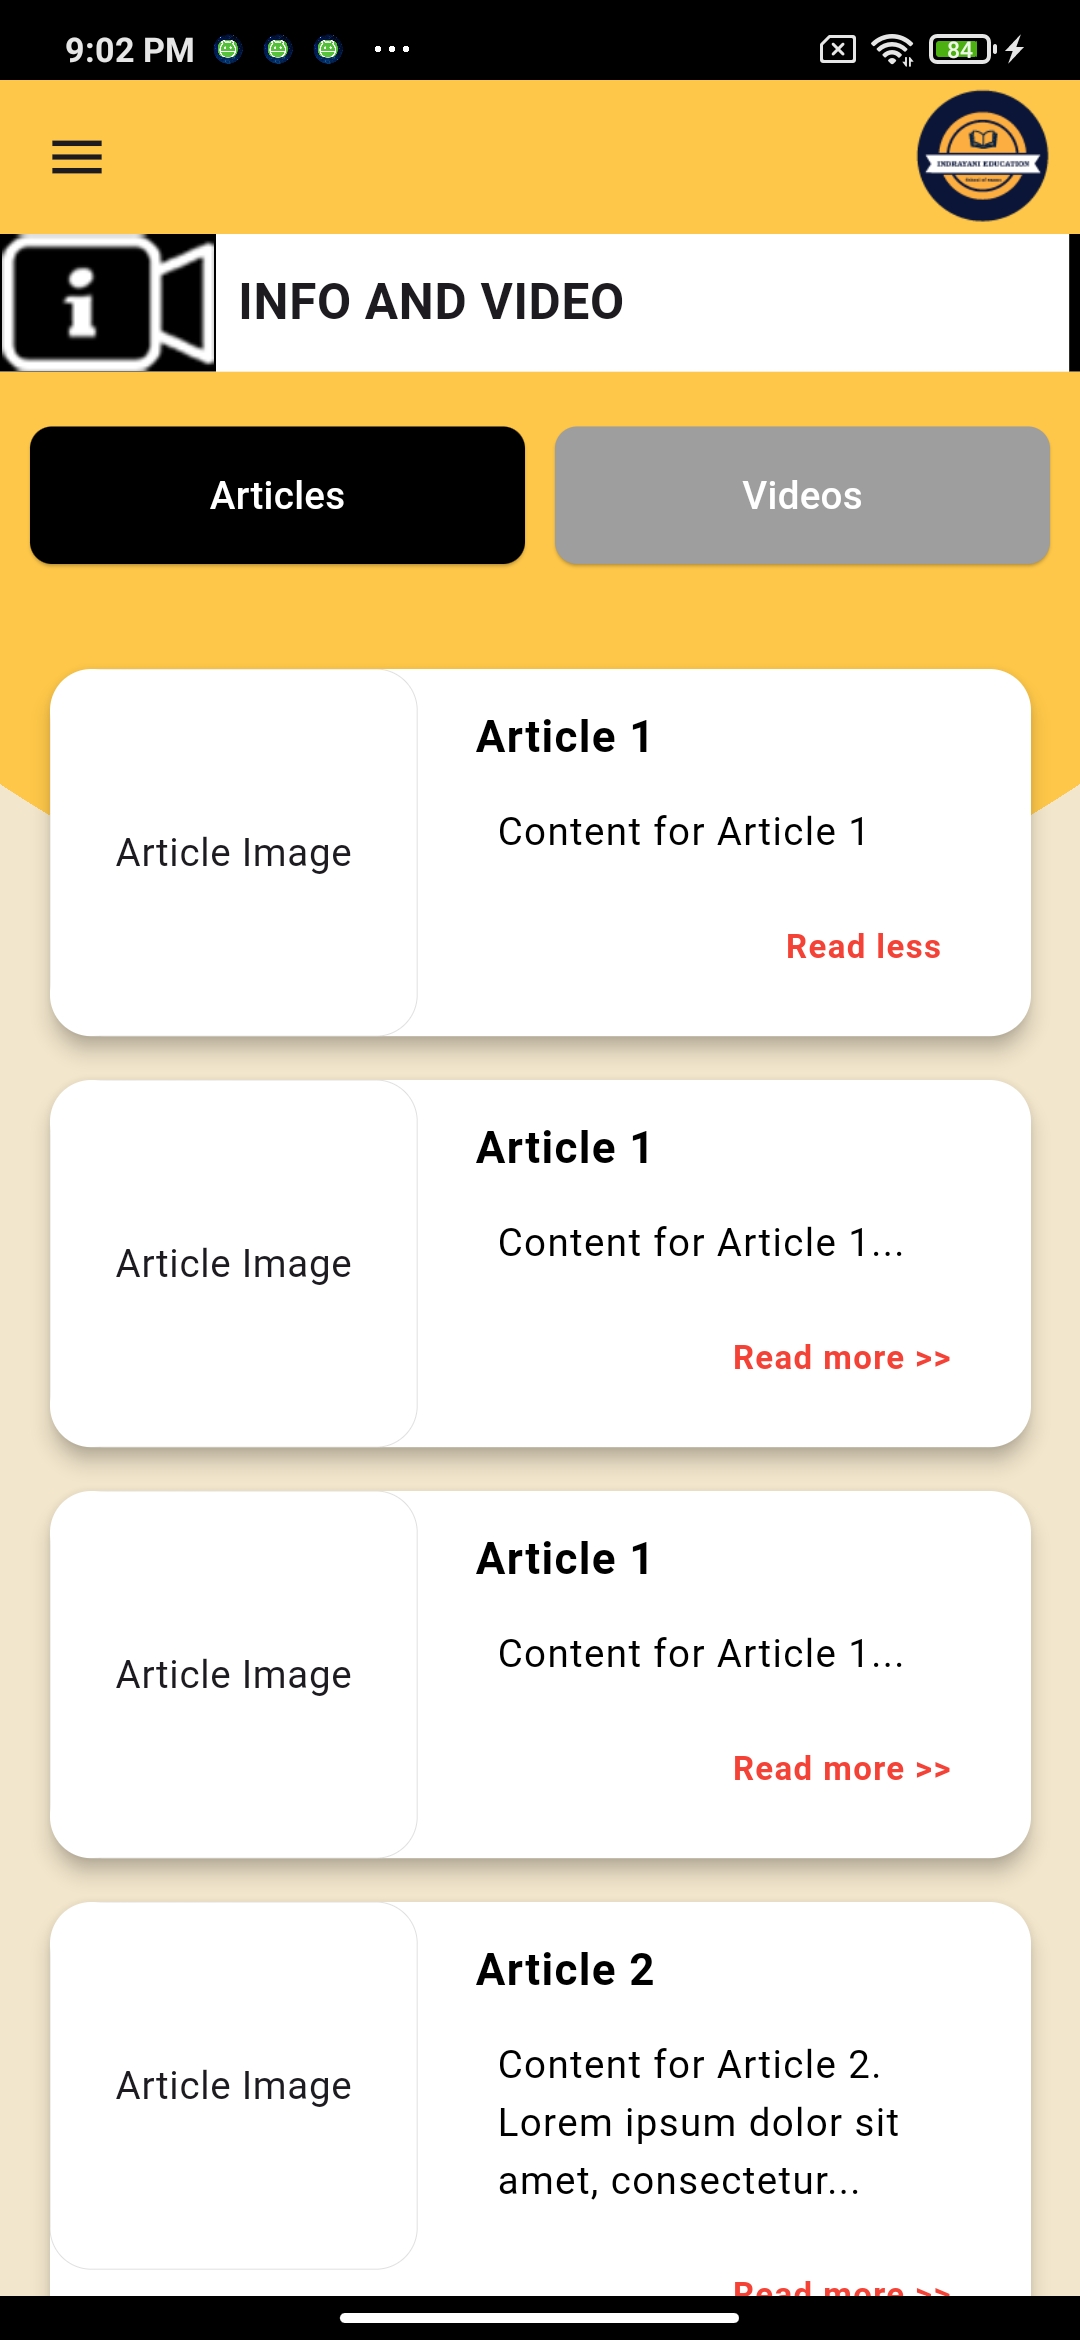 9:02 PM
84
INDRAYANI EDUCATION
INFO AND VIDEO
Articles
Videos
Article 1
Content for Article 1
Article Image
Read less
Article 1
Content for Article 1...
Article Image
Read more >>
Article 1
Content for Article 1...
Article Image
Read more >>
Article 2
Content for Article 2.
Lorem ipsum dolor sit
amet, consectetur...
Article Image
Read more >>